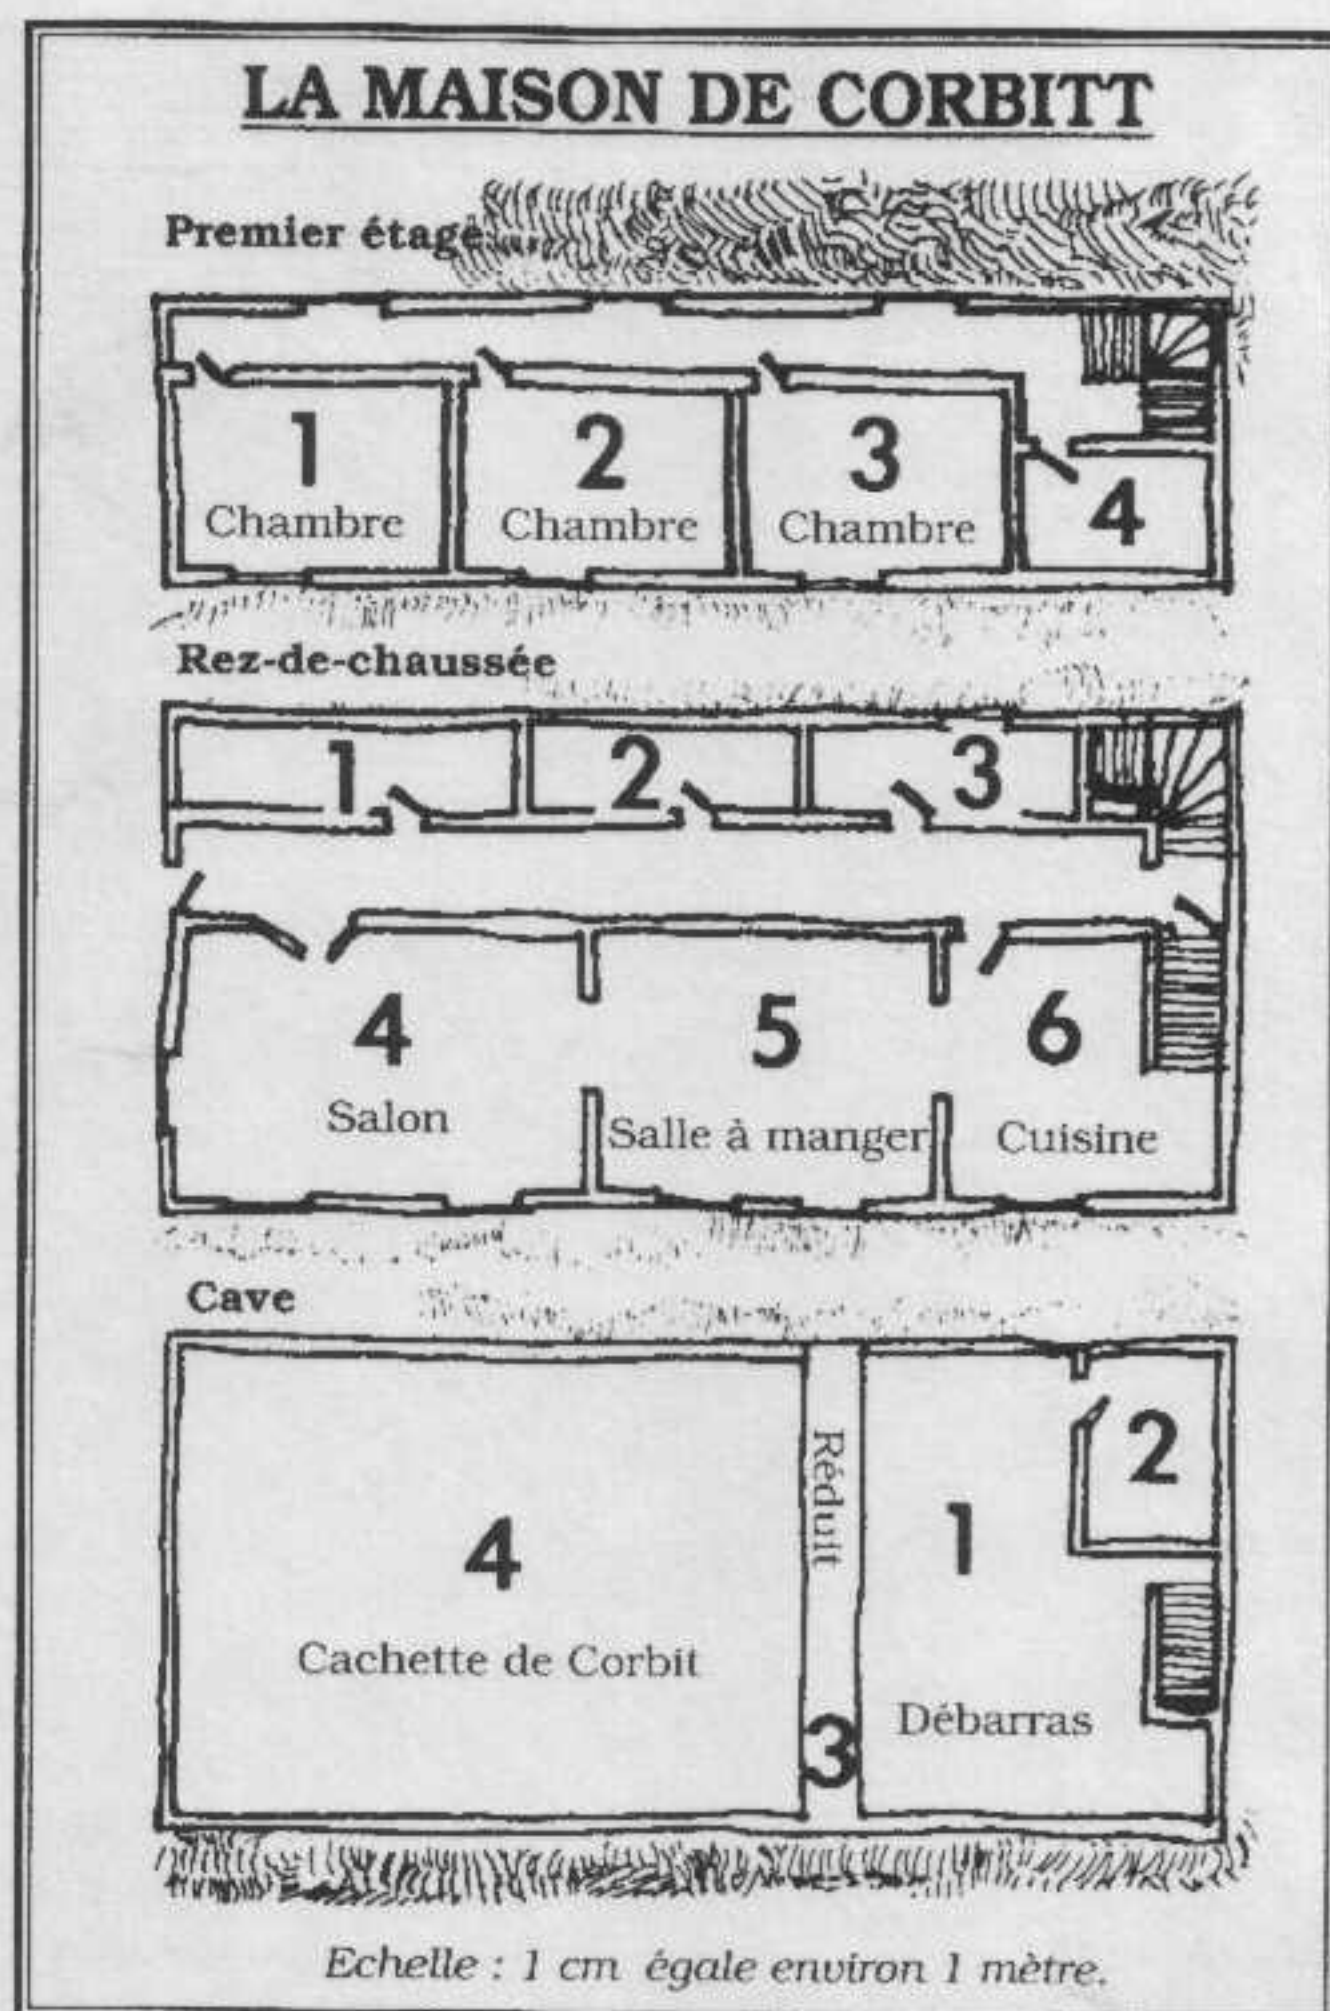 LA MAISON DE CORBITT
Premier étage
1
Chambre
2
Chambre
3
Chambre
4
Rez-de-chaussée
1
2
3
4
Salon
5
Salle à manger
6
Cuisine
Cave
4
Cachette de Corbit
Réduit
3
1
Débarras
2
Echelle : 1 cm égale environ 1 mètre.